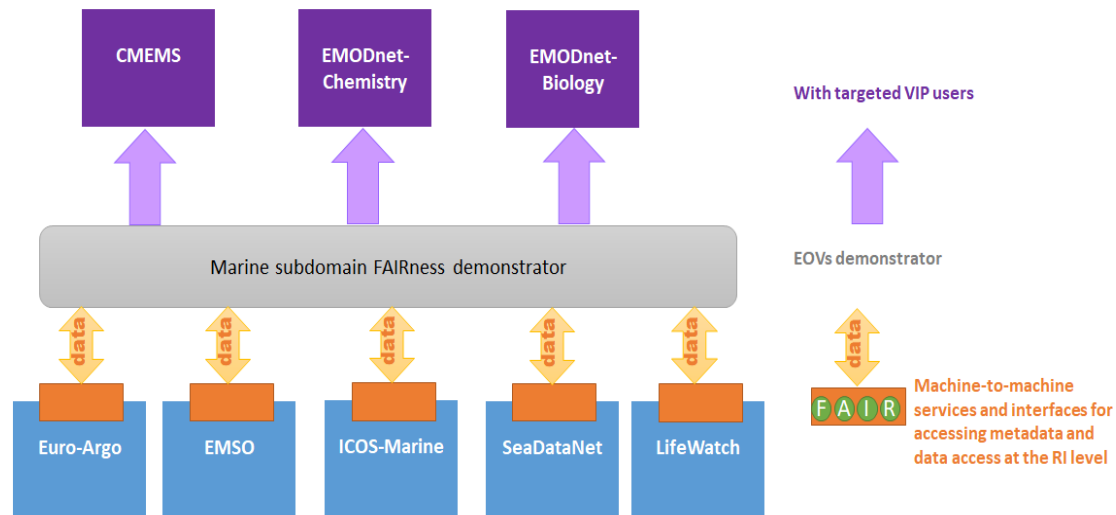 CMEMS
EMODnet-
Chemistry
EMODnet-
Biology
With targeted VIP users
Marine subdomain FAIRness demonstrator
EOVs demonstrator
data
data
data
data
data
data
Euro-Argo
EMSO
ICOS-Marine
SeaDataNet
LifeWatch
F A I R
Machine-to-machine
services and interfaces for
accessing metadata and
data access at the RI level